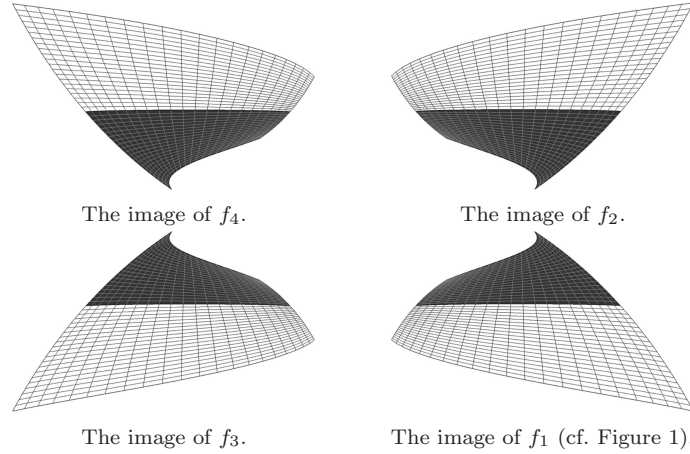 The image of f₄.
The image of f₂.
The image of f₃.
The image of f₁ (cf. Figure 1)